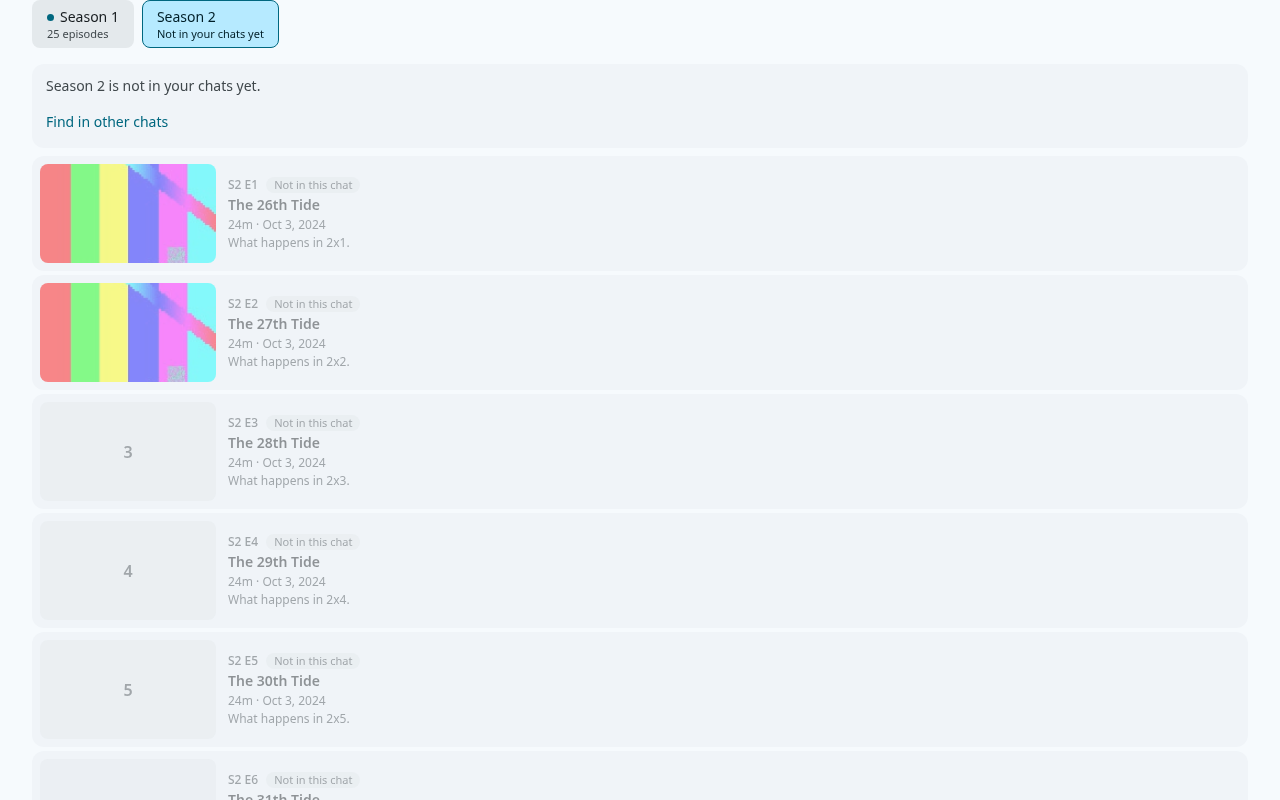 Season 1
25 episodes
Season 2
Not in your chats yet
Season 2 is not in your chats yet.
Find in other chats
S2 E1 Not in this chat
The 26th Tide
24m · Oct 3, 2024
What happens in 2x1.
S2 E2 Not in this chat
The 27th Tide
24m · Oct 3, 2024
What happens in 2x2.
3
S2 E3 Not in this chat
The 28th Tide
24m · Oct 3, 2024
What happens in 2x3.
4
S2 E4 Not in this chat
The 29th Tide
24m · Oct 3, 2024
What happens in 2x4.
5
S2 E5 Not in this chat
The 30th Tide
24m · Oct 3, 2024
What happens in 2x5.
S2 E6 Not in this chat
The 31th Tide